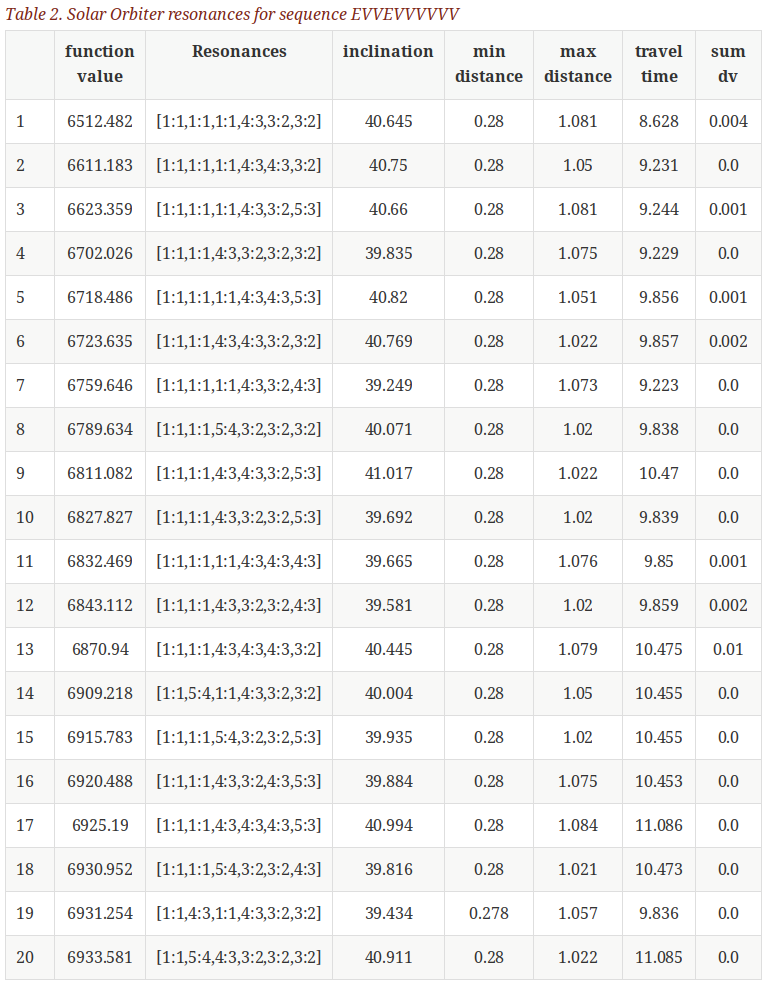 Table 2. Solar Orbiter resonances for sequence EVVEVVVVVV
function value Resonances inclination min distance max distance travel time sum dv
1 6512.482 [1:1,1:1,1:1,4:3,3:2,3:2] 40.645 0.28 1.081 8.628 0.004
2 6611.183 [1:1,1:1,1:1,4:3,4:3,3:2] 40.75 0.28 1.05 9.231 0.0
3 6623.359 [1:1,1:1,1:1,4:3,3:2,5:3] 40.66 0.28 1.081 9.244 0.001
4 6702.026 [1:1,1:1,4:3,3:2,3:2,3:2] 39.835 0.28 1.075 9.229 0.0
5 6718.486 [1:1,1:1,1:1,4:3,4:3,5:3] 40.82 0.28 1.051 9.856 0.001
6 6723.635 [1:1,1:1,4:3,4:3,3:2,3:2] 40.769 0.28 1.022 9.857 0.002
7 6759.646 [1:1,1:1,1:1,4:3,3:2,4:3] 39.249 0.28 1.073 9.223 0.0
8 6789.634 [1:1,1:1,5:4,3:2,3:2,3:2] 40.071 0.28 1.02 9.838 0.0
9 6811.082 [1:1,1:1,4:3,4:3,3:2,5:3] 41.017 0.28 1.022 10.47 0.0
10 6827.827 [1:1,1:1,4:3,3:2,3:2,5:3] 39.692 0.28 1.02 9.839 0.0
11 6832.469 [1:1,1:1,1:1,4:3,4:3,4:3] 39.665 0.28 1.076 9.85 0.001
12 6843.112 [1:1,1:1,4:3,3:2,3:2,4:3] 39.581 0.28 1.02 9.859 0.002
13 6870.94 [1:1,1:1,4:3,4:3,4:3,3:2] 40.445 0.28 1.079 10.475 0.01
14 6909.218 [1:1,5:4,1:1,4:3,3:2,3:2] 40.004 0.28 1.05 10.455 0.0
15 6915.783 [1:1,1:1,5:4,3:2,3:2,5:3] 39.935 0.28 1.02 10.455 0.0
16 6920.488 [1:1,1:1,4:3,3:2,4:3,5:3] 39.884 0.28 1.075 10.453 0.0
17 6925.19 [1:1,1:1,4:3,4:3,4:3,5:3] 40.994 0.28 1.084 11.086 0.0
18 6930.952 [1:1,1:1,5:4,3:2,3:2,4:3] 39.816 0.28 1.021 10.473 0.0
19 6931.254 [1:1,4:3,1:1,4:3,3:2,3:2] 39.434 0.278 1.057 9.836 0.0
20 6933.581 [1:1,5:4,4:3,3:2,3:2,3:2] 40.911 0.28 1.022 11.085 0.0